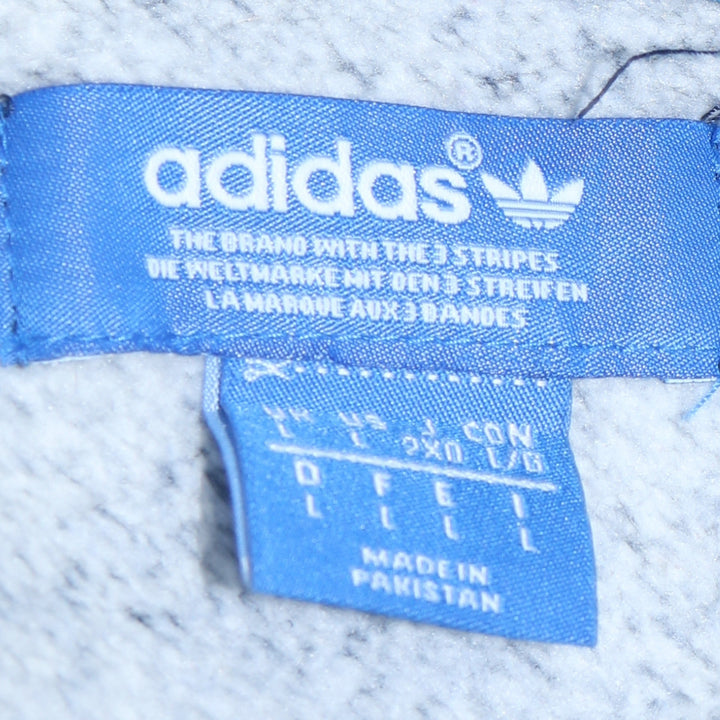 adidas®
THE BRAND WITH THE 3 STRIPES
DIE WELTMARKE MIT DEN 3 STREIFEN
LA MARQUE AUX 3 BANDES
UK US J CDN
L L 2XO L/G
D F E I
L L L L
MADE IN
PAKISTAN